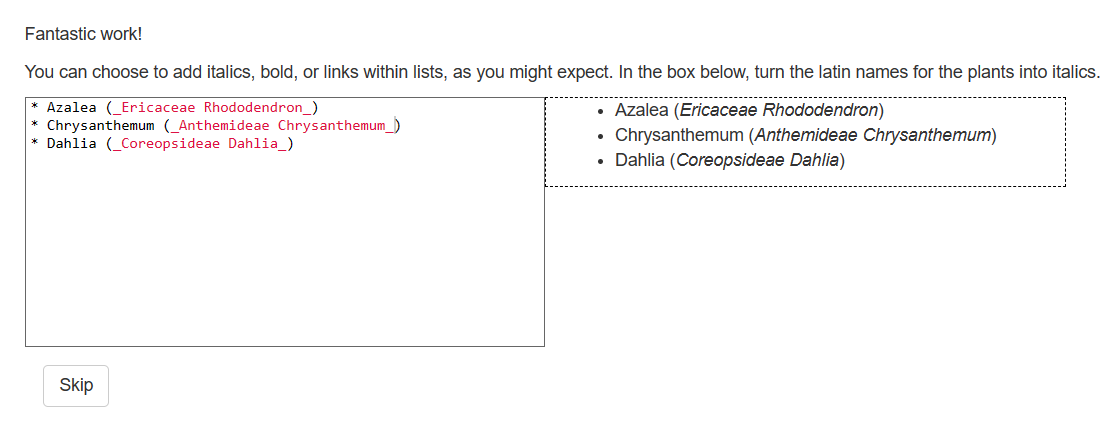 Fantastic work!
You can choose to add italics, bold, or links within lists, as you might expect. In the box below, turn the latin names for the plants into italics.
* Azalea (_Ericaceae Rhododendron_)
* Chrysanthemum (_Anthemideae Chrysanthemum_)
* Dahlia (_Coreopsideae Dahlia_)
• Azalea (Ericaceae Rhododendron)
• Chrysanthemum (Anthemideae Chrysanthemum)
• Dahlia (Coreopsideae Dahlia)
Skip